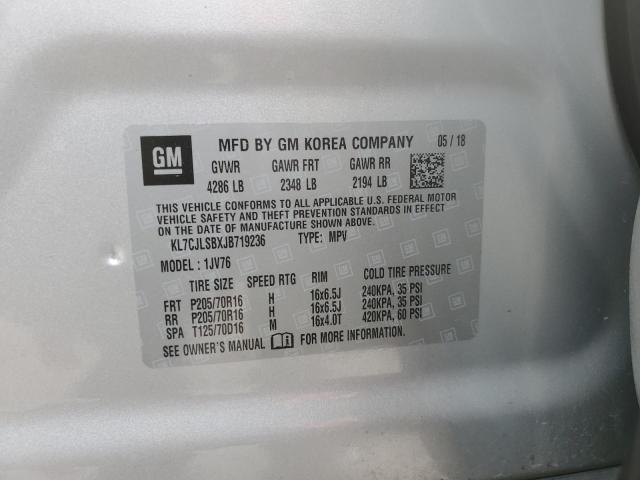 GM
MFD BY GM KOREA COMPANY 05 / 18
GVWR GAWR FRT GAWR RR
4286 LB 2348 LB 2194 LB
THIS VEHICLE CONFORMS TO ALL APPLICABLE U.S. FEDERAL MOTOR
VEHICLE SAFETY AND THEFT PREVENTION STANDARDS IN EFFECT
ON THE DATE OF MANUFACTURE SHOWN ABOVE.
KL7CJLSBXJB719236 TYPE: MPV
MODEL : 1JV76
TIRE SIZE SPEED RTG RIM COLD TIRE PRESSURE
FRT P205/70R16 H 16x6.5J 240KPA, 35 PSI
RR P205/70R16 H 16x6.5J 240KPA, 35 PSI
SPA T125/70D16 M 16x4.0T 420KPA, 60 PSI
SEE OWNER'S MANUAL FOR MORE INFORMATION.